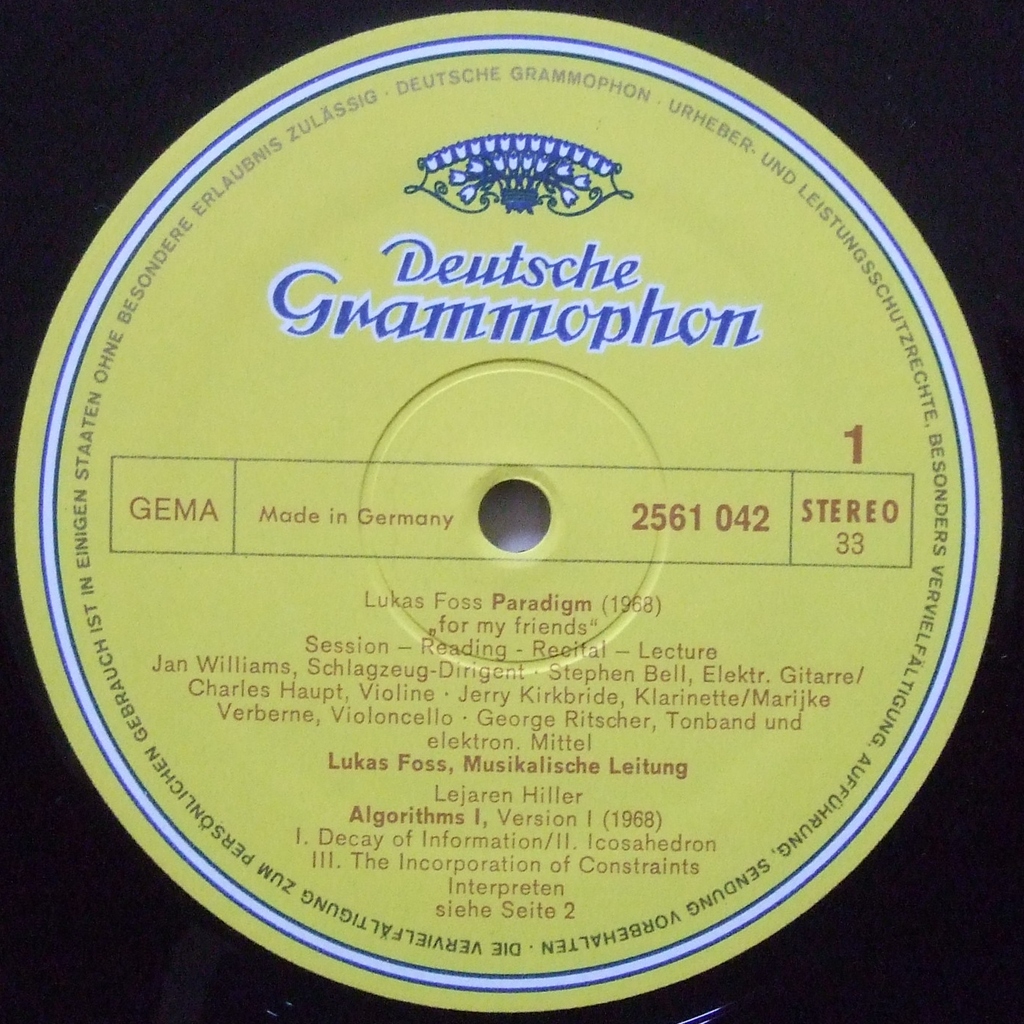 DEUTSCHE GRAMMOPHON · URHEBER- UND LEISTUNGSSCHUTZRECHTE, BESONDERS VERVIELFÄLTIGUNG, AUFFÜHRUNG, SENDUNG VORBEHALTEN · DIE VERVIELFÄLTIGUNG ZUM PERSÖNLICHEN GEBRAUCH IST IN EINIGEN STAATEN OHNE BESONDERE ERLAUBNIS ZULÄSSIG ·
Deutsche
Grammophon
1
GEMA Made in Germany 2561 042 STEREO
33
Lukas Foss Paradigm (1968)
„for my friends“
Session – Reading - Recital – Lecture
Jan Williams, Schlagzeug-Dirigent · Stephen Bell, Elektr. Gitarre/
Charles Haupt, Violine · Jerry Kirkbride, Klarinette/Marijke
Verberne, Violoncello · George Ritscher, Tonband und
elektron. Mittel
Lukas Foss, Musikalische Leitung
Lejaren Hiller
Algorithms I, Version I (1968)
I. Decay of Information/II. Icosahedron
III. The Incorporation of Constraints
Interpreten
siehe Seite 2